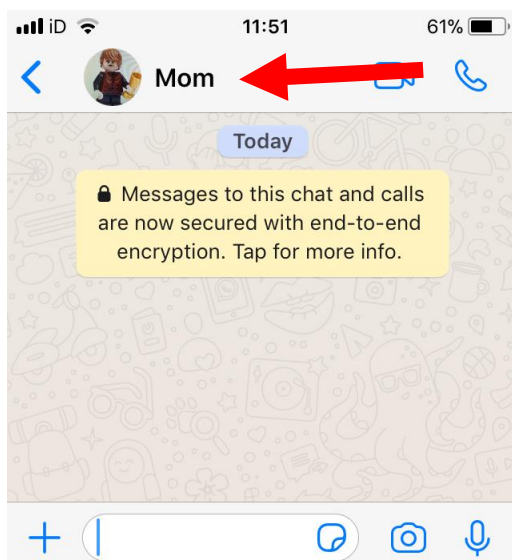 iD 11:51 61%
Mom
Today
Messages to this chat and calls
are now secured with end-to-end
encryption. Tap for more info.